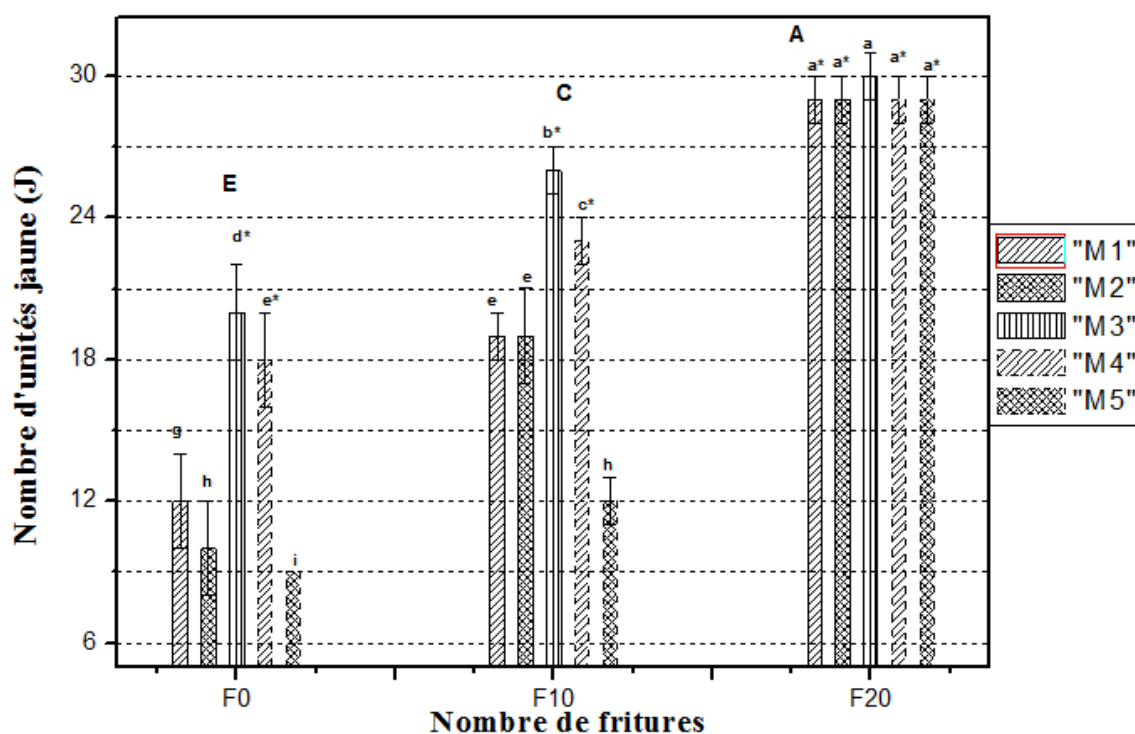 Nombre d'unités jaune (J)
30
24
18
12
6
E
g
h
d*
e*
i
C
e
e
b*
c*
h
A
a*
a*
a
a*
a*
F0
F10
F20
Nombre de fritures
"M1"
"M2"
"M3"
"M4"
"M5"